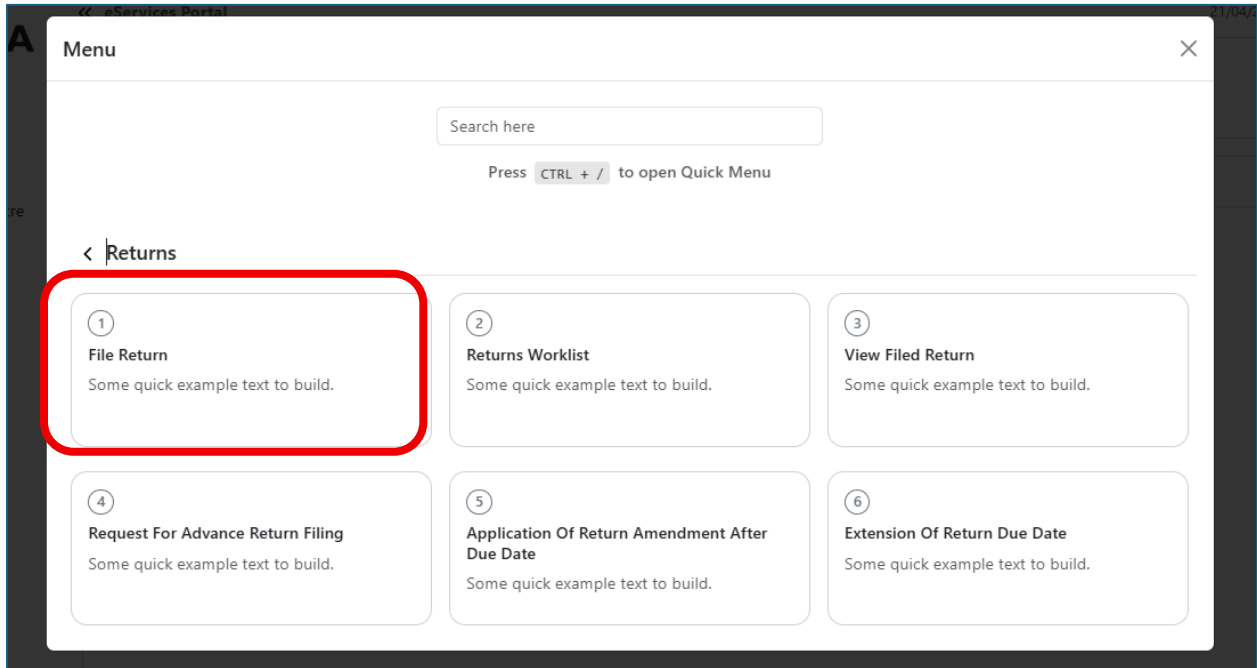 « eServices Portal
21/04/2
A
Menu
Search here
Press CTRL + / to open Quick Menu
tre
Returns
1
File Return
Some quick example text to build.
2
Returns Worklist
Some quick example text to build.
3
View Filed Return
Some quick example text to build.
4
Request For Advance Return Filing
Some quick example text to build.
5
Application Of Return Amendment After
Due Date
Some quick example text to build.
6
Extension Of Return Due Date
Some quick example text to build.